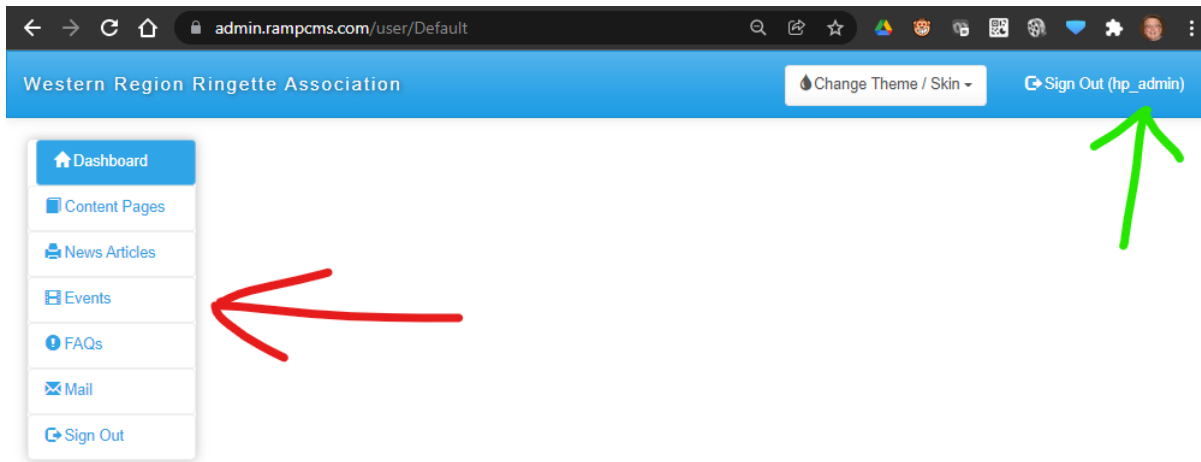 admin.rampcms.com/user/Default
Western Region Ringette Association
Change Theme / Skin
Sign Out (hp_admin)
Dashboard
Content Pages
News Articles
Events
FAQs
Mail
Sign Out